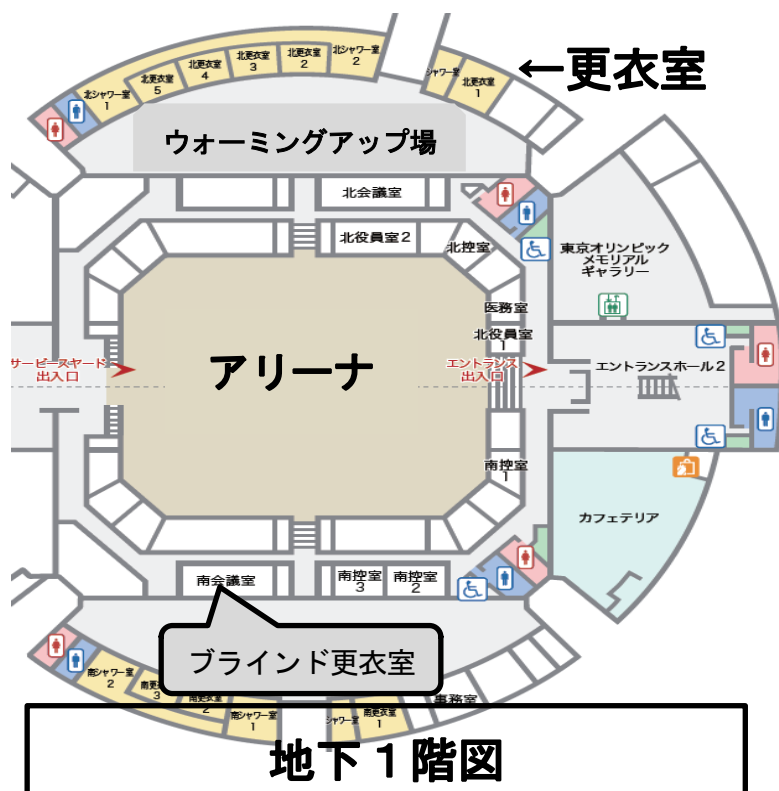 ←更衣室
北シャワー室
2
北更衣室
2
北更衣室
3
北更衣室
4
北更衣室
5
北シャワー室
1
シャワー室
北更衣室
1
ウォーミングアップ場
北会議室
北役員室2
北控室
東京オリンピック
メモリアル
ギャラリー
医務室
北役員室
1
サービスヤード
出入口
アリーナ
エントランス
出入口
エントランスホール2
南控室
1
カフェテリア
南会議室
南控室
3
南控室
2
ブラインド更衣室
南シャワー室
2
南更衣室
3
南更衣室
2
南シャワー室
1
シャワー室
南更衣室
1
事務室
地下1階図